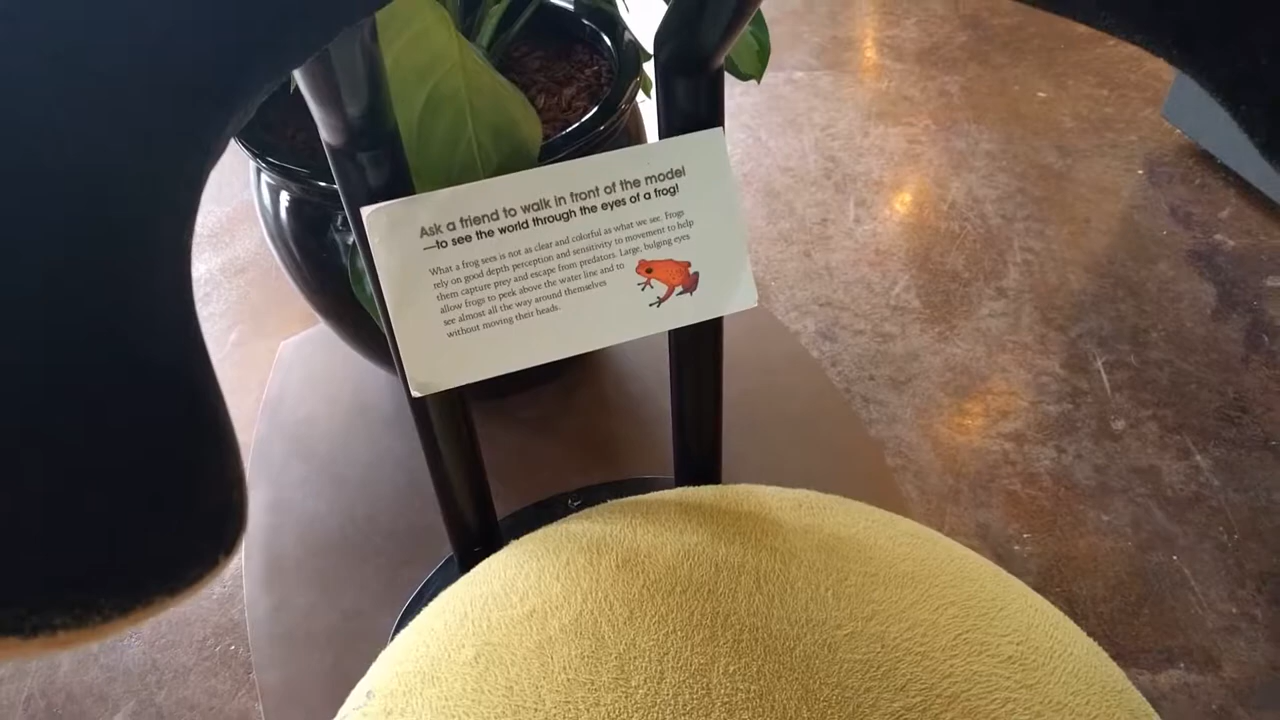 Ask a friend to walk in front of the model
—to see the world through the eyes of a frog!
What a frog sees is not as clear and colorful as what we see. Frogs
rely on good depth perception and sensitivity to movement to help
them capture prey and escape from predators. Large, bulging eyes
allow frogs to peek above the water line and to
see almost all the way around themselves
without moving their heads.